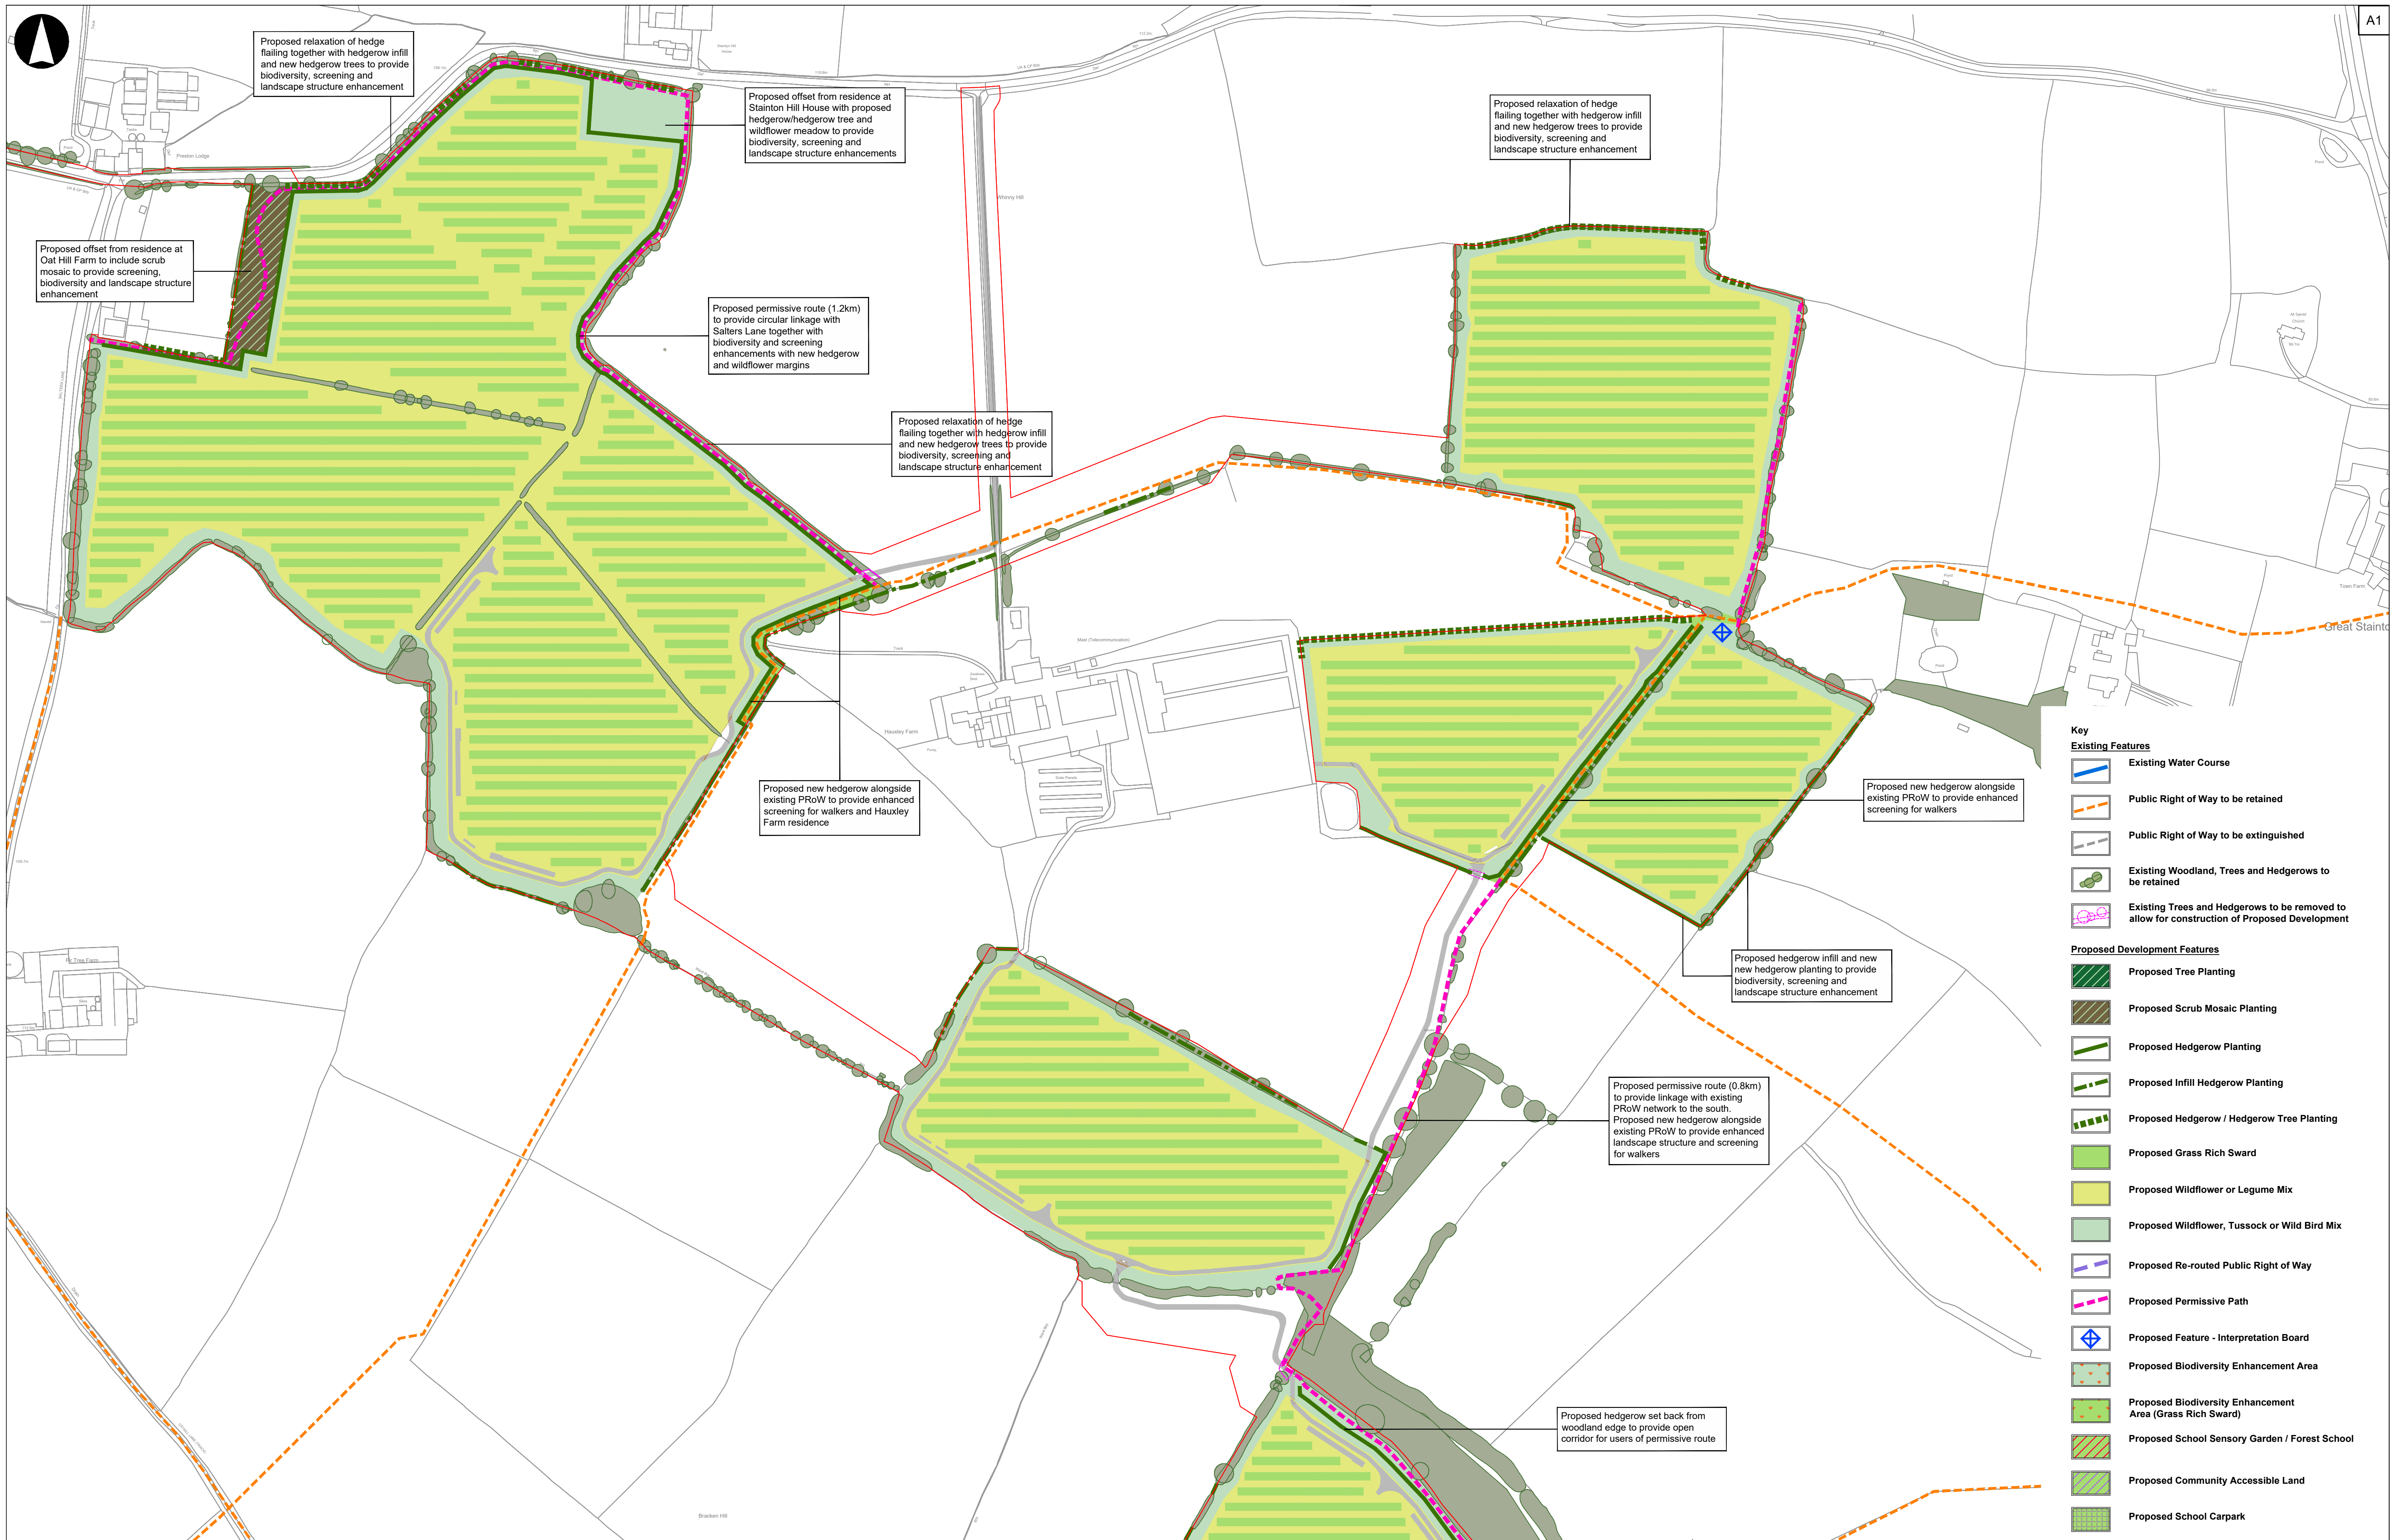 A1
Proposed relaxation of hedge
flailing together with hedgerow infill
and new hedgerow trees to provide
biodiversity, screening and
landscape structure enhancement
Proposed offset from residence at
Stainton Hill House with proposed
hedgerow/hedgerow tree and
wildflower meadow to provide
biodiversity, screening and
landscape structure enhancements
Proposed relaxation of hedge
flailing together with hedgerow infill
and new hedgerow trees to provide
biodiversity, screening and
landscape structure enhancement
Preston Lodge
Whinny Hill
Proposed offset from residence at
Oat Hill Farm to include scrub
mosaic to provide screening,
biodiversity and landscape structure
enhancement
Proposed permissive route (1.2km)
to provide circular linkage with
Salters Lane together with
biodiversity and screening
enhancements with new hedgerow
and wildflower margins
Proposed relaxation of hedge
flailing together with hedgerow infill
and new hedgerow trees to provide
biodiversity, screening and
landscape structure enhancement
Town Farm
Great Stainto
Mast (Telecommunication)
Track
Hauxley Farm
Solar Panels
Pond
Pond
Proposed new hedgerow alongside
existing PRoW to provide enhanced
screening for walkers and Hauxley
Farm residence
Proposed new hedgerow alongside
existing PRoW to provide enhanced
screening for walkers
Proposed hedgerow infill and new
new hedgerow planting to provide
biodiversity, screening and
landscape structure enhancement
Proposed permissive route (0.8km)
to provide linkage with existing
PRoW network to the south.
Proposed new hedgerow alongside
existing PRoW to provide enhanced
landscape structure and screening
for walkers
Proposed hedgerow set back from
woodland edge to provide open
corridor for users of permissive route
Bracken Hill
Key
Existing Features
Existing Water Course
Public Right of Way to be retained
Public Right of Way to be extinguished
Existing Woodland, Trees and Hedgerows to
be retained
Existing Trees and Hedgerows to be removed to
allow for construction of Proposed Development
Proposed Development Features
Proposed Tree Planting
Proposed Scrub Mosaic Planting
Proposed Hedgerow Planting
Proposed Infill Hedgerow Planting
Proposed Hedgerow / Hedgerow Tree Planting
Proposed Grass Rich Sward
Proposed Wildflower or Legume Mix
Proposed Wildflower, Tussock or Wild Bird Mix
Proposed Re-routed Public Right of Way
Proposed Permissive Path
Proposed Feature - Interpretation Board
Proposed Biodiversity Enhancement Area
Proposed Biodiversity Enhancement
Area (Grass Rich Sward)
Proposed School Sensory Garden / Forest School
Proposed Community Accessible Land
Proposed School Carpark